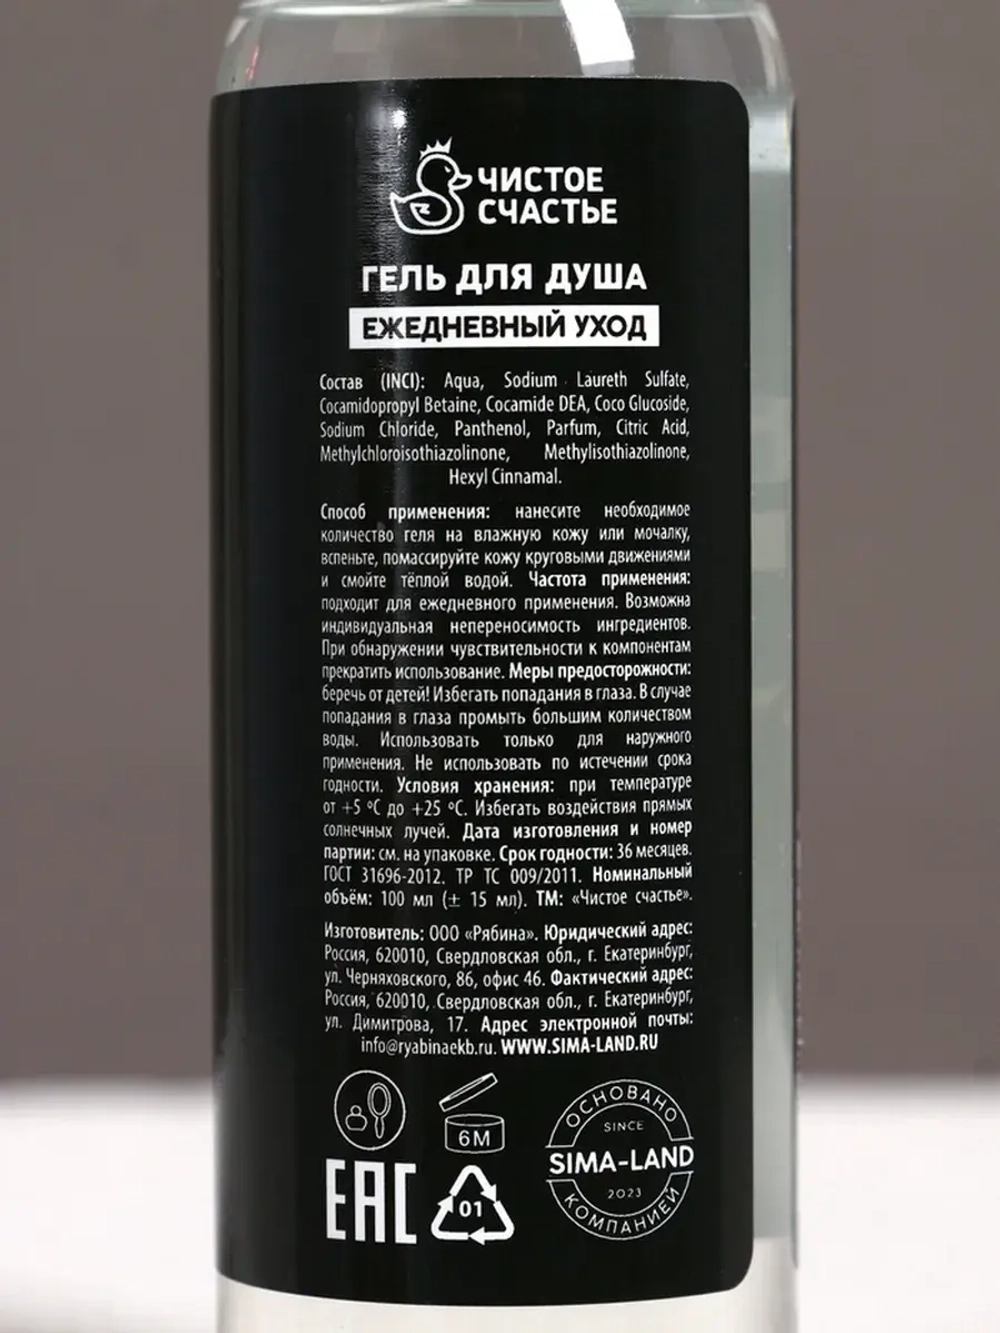 ЧИСТОЕ
СЧАСТЬЕ
ГЕЛЬ ДЛЯ ДУША
ЕЖЕДНЕВНЫЙ УХОД
Состав (INCI): Aqua, Sodium Laureth Sulfate,
Cocamidopropyl Betaine, Cocamide DEA, Coco Glucoside,
Sodium Chloride, Panthenol, Parfum, Citric Acid,
Methylchloroisothiazolinone, Methylisothiazolinone,
Hexyl Cinnamal.
Способ применения: нанесите необходимое
количество геля на влажную кожу или мочалку,
вспеньте, помассируйте кожу круговыми движениями
и смойте тёплой водой. Частота применения:
подходит для ежедневного применения. Возможна
индивидуальная непереносимость ингредиентов.
При обнаружении чувствительности к компонентам
прекратить использование. Меры предосторожности:
беречь от детей! Избегать попадания в глаза. В случае
попадания в глаза промыть большим количеством
воды. Использовать только для наружного
применения. Не использовать по истечении срока
годности. Условия хранения: при температуре
от +5 ºС до +25 ºС. Избегать воздействия прямых
солнечных лучей. Дата изготовления и номер
партии: см. на упаковке. Срок годности: 36 месяцев.
ГОСТ 31696-2012. ТР ТС 009/2011. Номинальный
объём: 100 мл (± 15 мл). ТМ: «Чистое счастье».
Изготовитель: ООО «Рябина». Юридический адрес:
Россия, 620010, Свердловская обл., г. Екатеринбург,
ул. Черняховского, 86, офис 46. Фактический адрес:
Россия, 620010, Свердловская обл., г. Екатеринбург,
ул. Димитрова, 17. Адрес электронной почты:
info@ryabinaekb.ru. WWW.SIMA-LAND.RU
6M
EAC
01
ОСНОВАНО
SINCE
SIMA-LAND
2023
КОМПАНИЕЙ